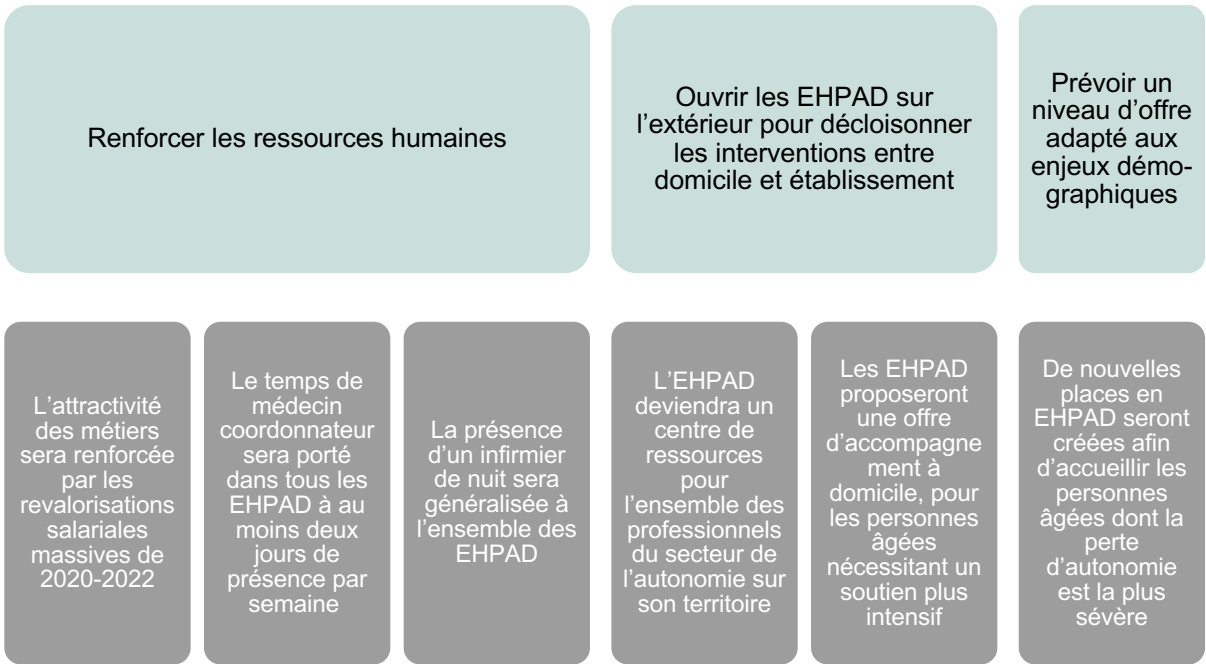 Renforcer les ressources humaines
Ouvrir les EHPAD sur
l’extérieur pour décloisonner
les interventions entre
domicile et établissement
Prévoir un
niveau d’offre
adapté aux
enjeux démo-
graphiques
L’attractivité
des métiers
sera renforcée
par les
revalorisations
salariales
massives de
2020-2022
Le temps de
médecin
coordonnateur
sera porté
dans tous les
EHPAD à au
moins deux
jours de
présence par
semaine
La présence
d’un infirmier
de nuit sera
généralisée à
l’ensemble des
EHPAD
L’EHPAD
deviendra un
centre de
ressources
pour
l’ensemble des
professionnels
du secteur de
l’autonomie sur
son territoire
Les EHPAD
proposeront
une offre
d’accompagne
ment à
domicile, pour
les personnes
âgées
nécessitant un
soutien plus
intensif
De nouvelles
places en
EHPAD seront
créées afin
d’accueillir les
personnes
âgées dont la
perte
d’autonomie
est la plus
sévère